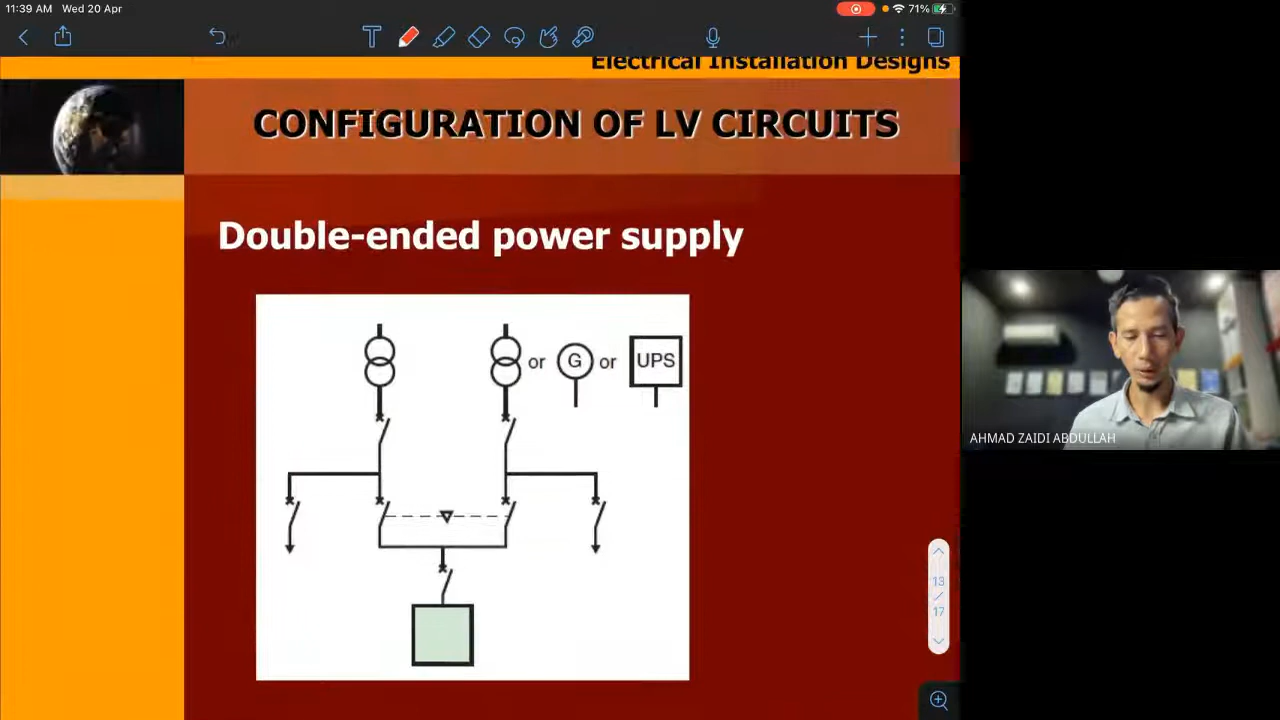 11:39 AM Wed 20 Apr
71%
T
Electrical Installation Designs
CONFIGURATION OF LV CIRCUITS
Double-ended power supply
or G or UPS
13
/
17
AHMAD ZAIDI ABDULLAH